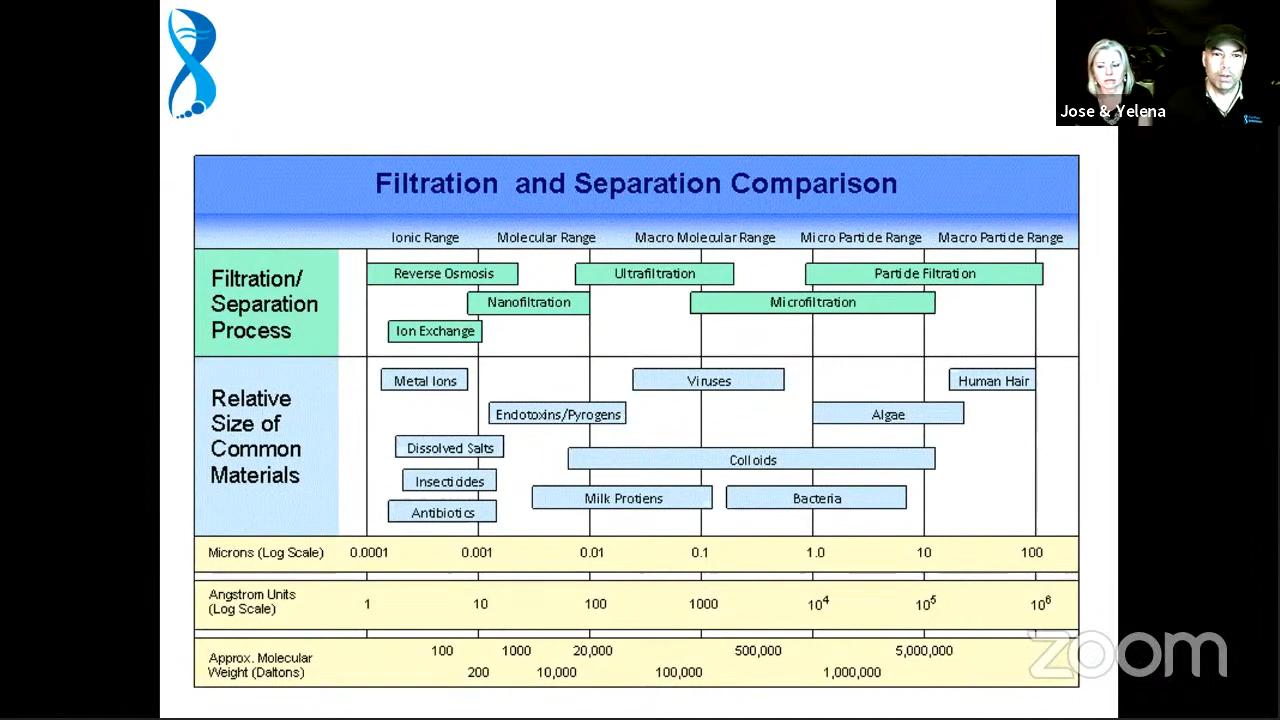 Jose & Yelena
Filtration and Separation Comparison
Ionic Range Molecular Range Macro Molecular Range Micro Partide Range Macro Partide Range
Filtration/
Separation
Process
Reverse Osmosis Ultrafiltration Partide Filtration
Nanofiltration Microfiltration
Ion Exchange
Relative
Size of
Common
Materials
Metal Ions Viruses Human Hair
Endotoxins/Pyrogens Algae
Dissolved Salts Colloids
Insecticides
Milk Protiens Bacteria
Antibiotics
Microns (Log Scale) 0.0001 0.001 0.01 0.1 1.0 10 100
Angstrom Units
(Log Scale) 1 10 100 1000 10⁴ 10⁵ 10⁶
Approx. Molecular
Weight (Daltons)
100 1000 20,000 500,000 5,000,000
200 10,000 100,000 1,000,000
zoom